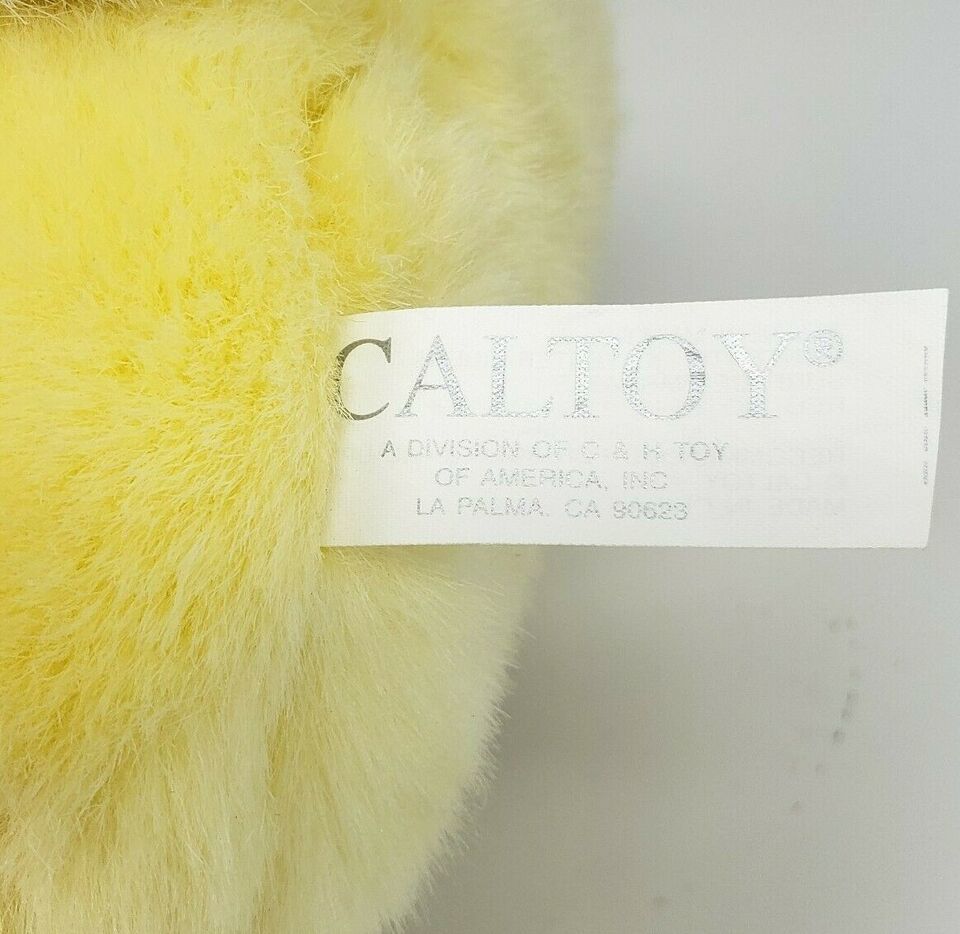 CALTOY®
A DIVISION OF C & H TOY
OF AMERICA, INC
LA PALMA, CA 90623